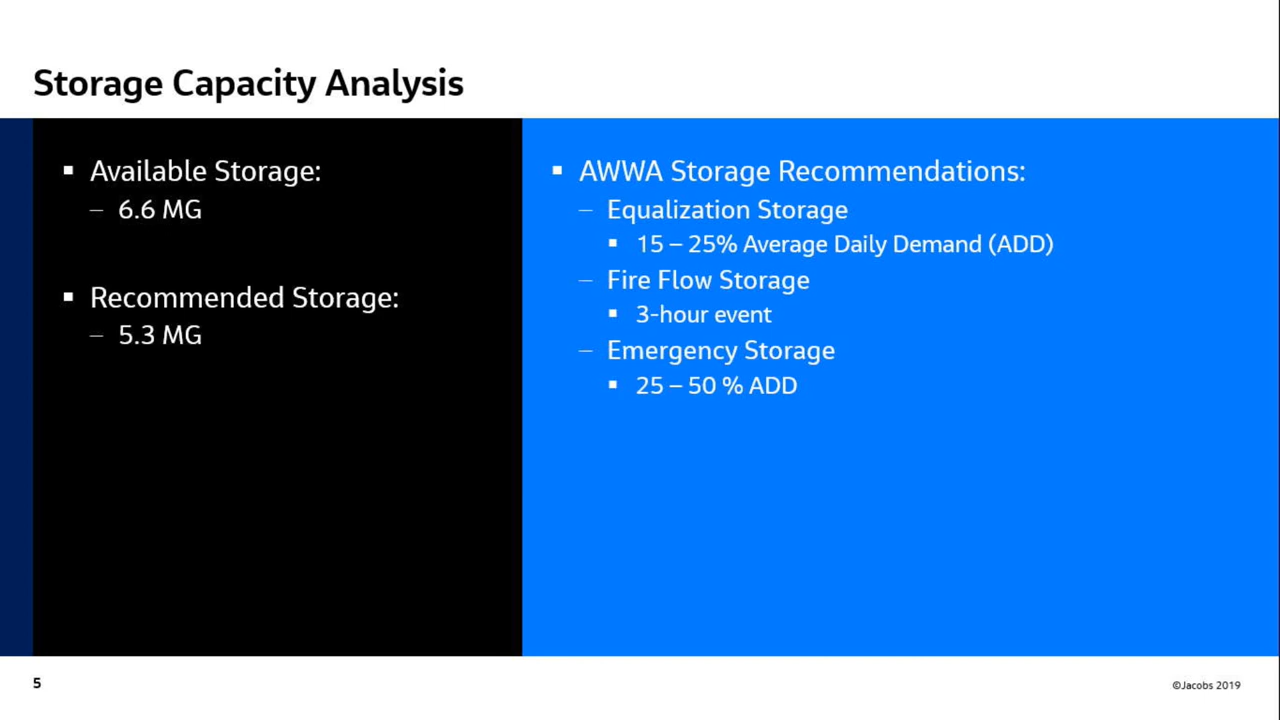 Storage Capacity Analysis
▪ Available Storage:
– 6.6 MG
▪ Recommended Storage:
– 5.3 MG
▪ AWWA Storage Recommendations:
– Equalization Storage
▪ 15 – 25% Average Daily Demand (ADD)
– Fire Flow Storage
▪ 3-hour event
– Emergency Storage
▪ 25 – 50 % ADD
5
©Jacobs 2019